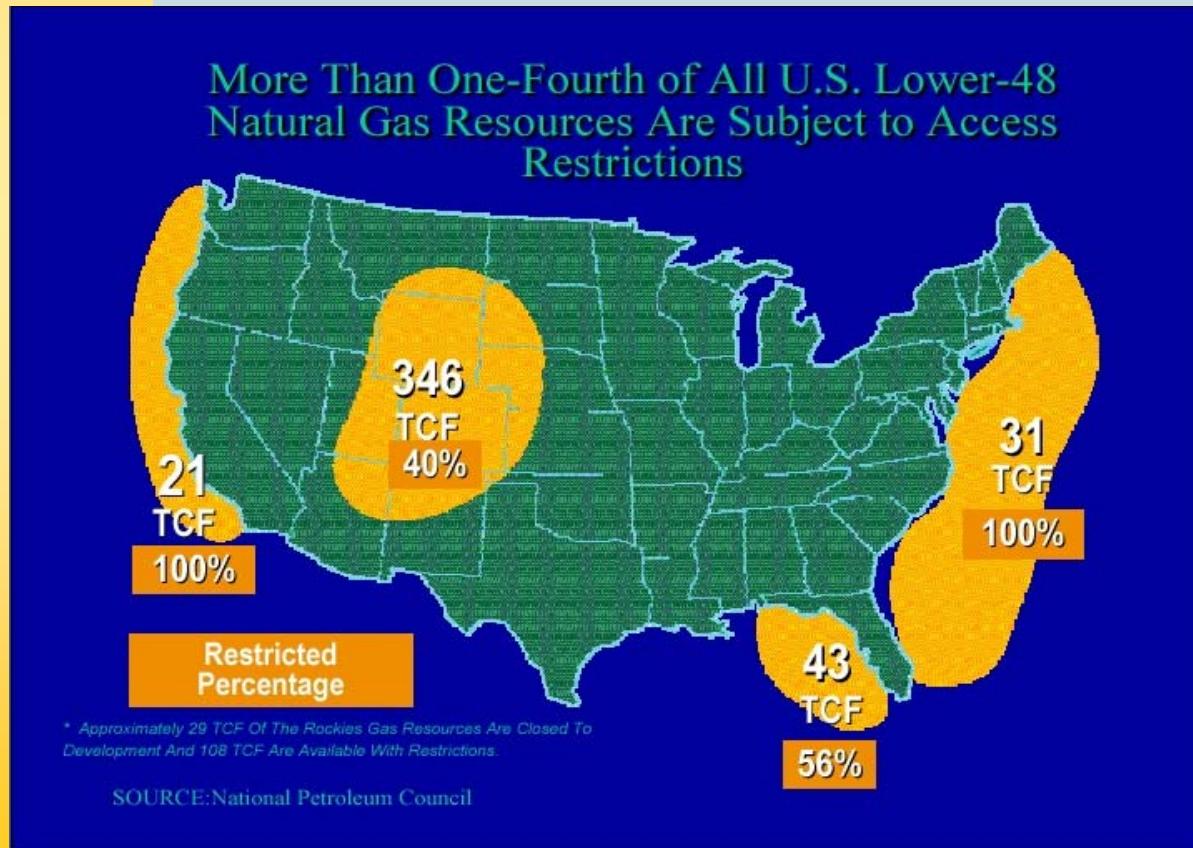 More Than One-Fourth of All U.S. Lower-48
Natural Gas Resources Are Subject to Access
Restrictions
346
TCF
40%
21
TCF
100%
31
TCF
100%
43
TCF
56%
Restricted
Percentage
* Approximately 29 TCF Of The Rockies Gas Resources Are Closed To
Development And 108 TCF Are Available With Restrictions.
SOURCE:National Petroleum Council